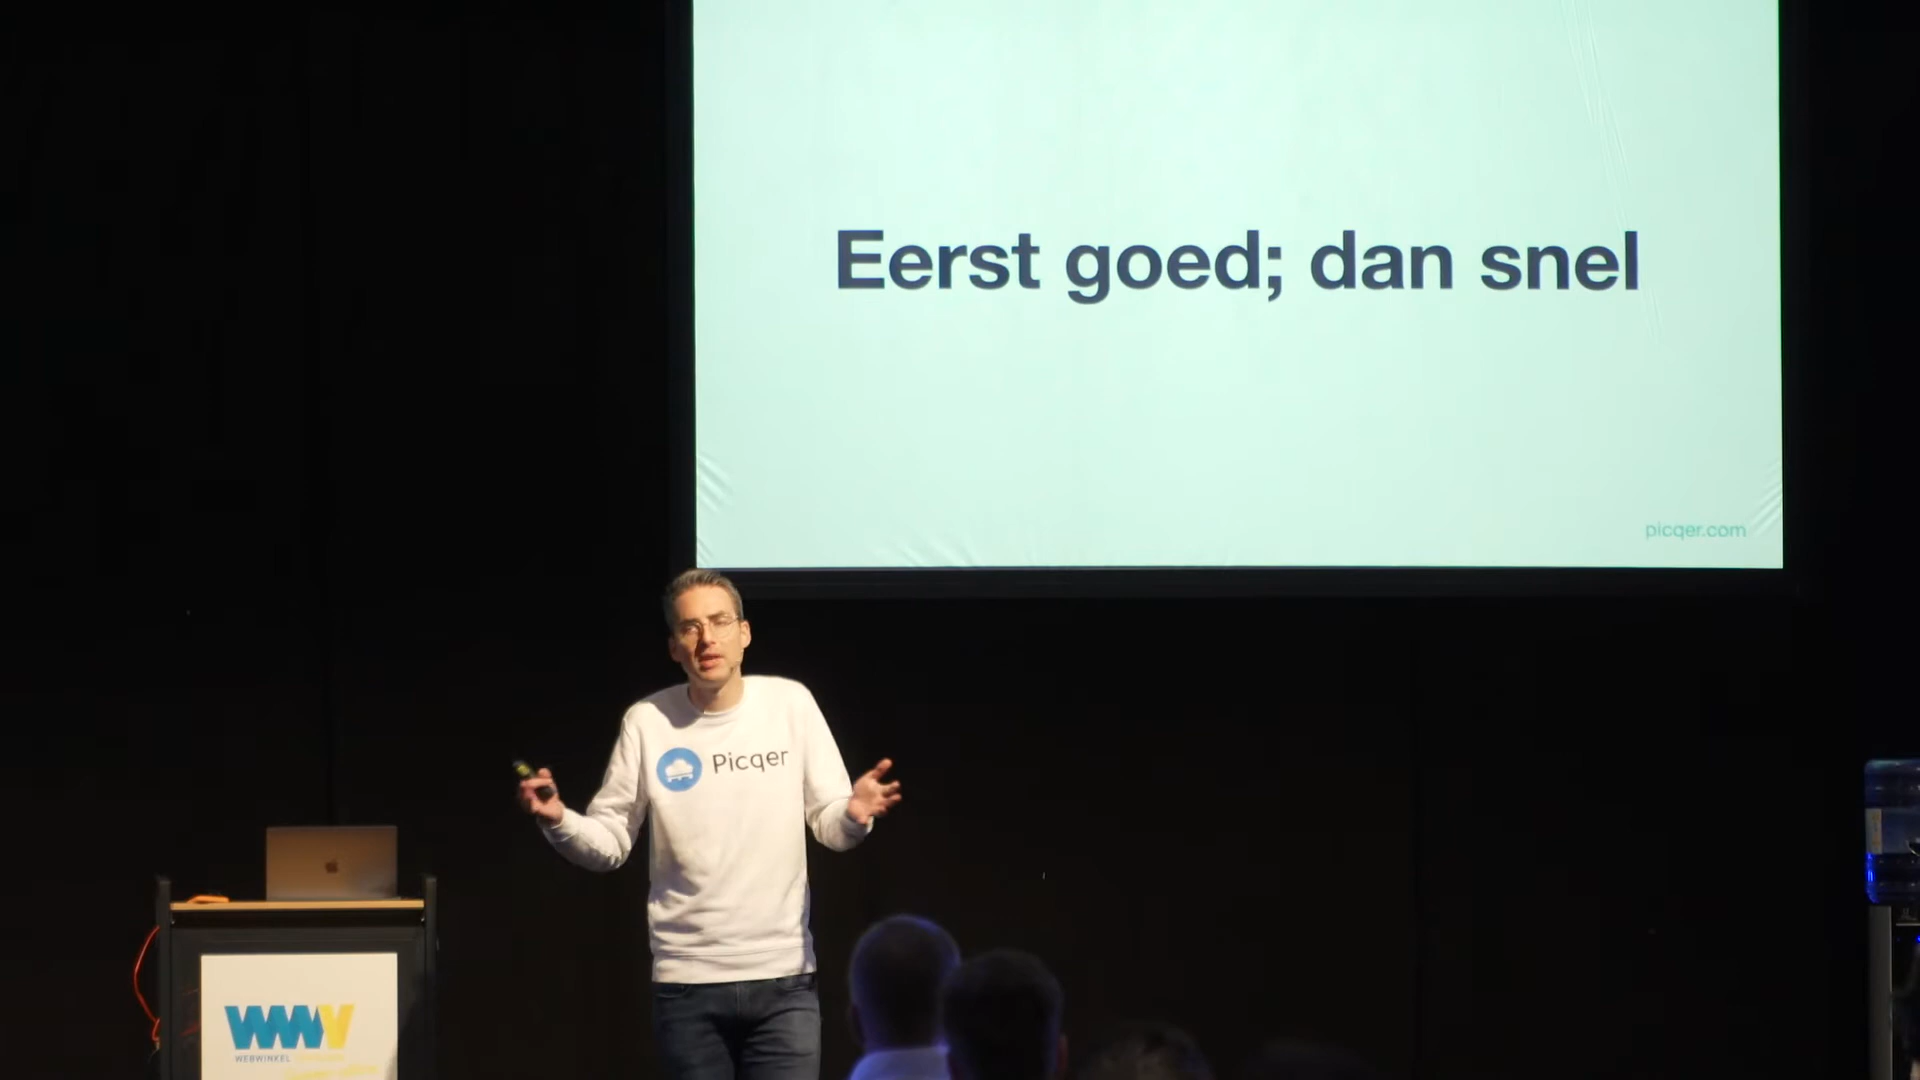 Eerst goed; dan snel
picqer.com
Picqer
WWV
WEBWINKEL